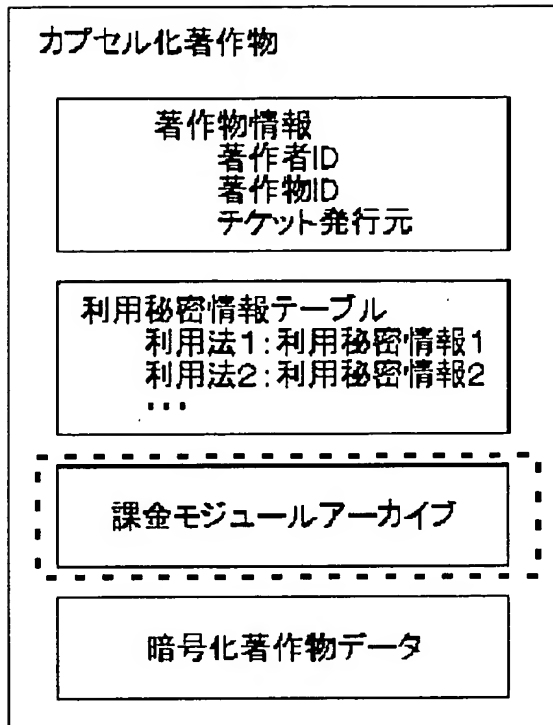 カプセル化著作物
著作物情報
著作者ID
著作物ID
チケット発行元
利用秘密情報テーブル
利用法1:利用秘密情報1
利用法2:利用秘密情報2
...
課金モジュールアーカイブ
暗号化著作物データ